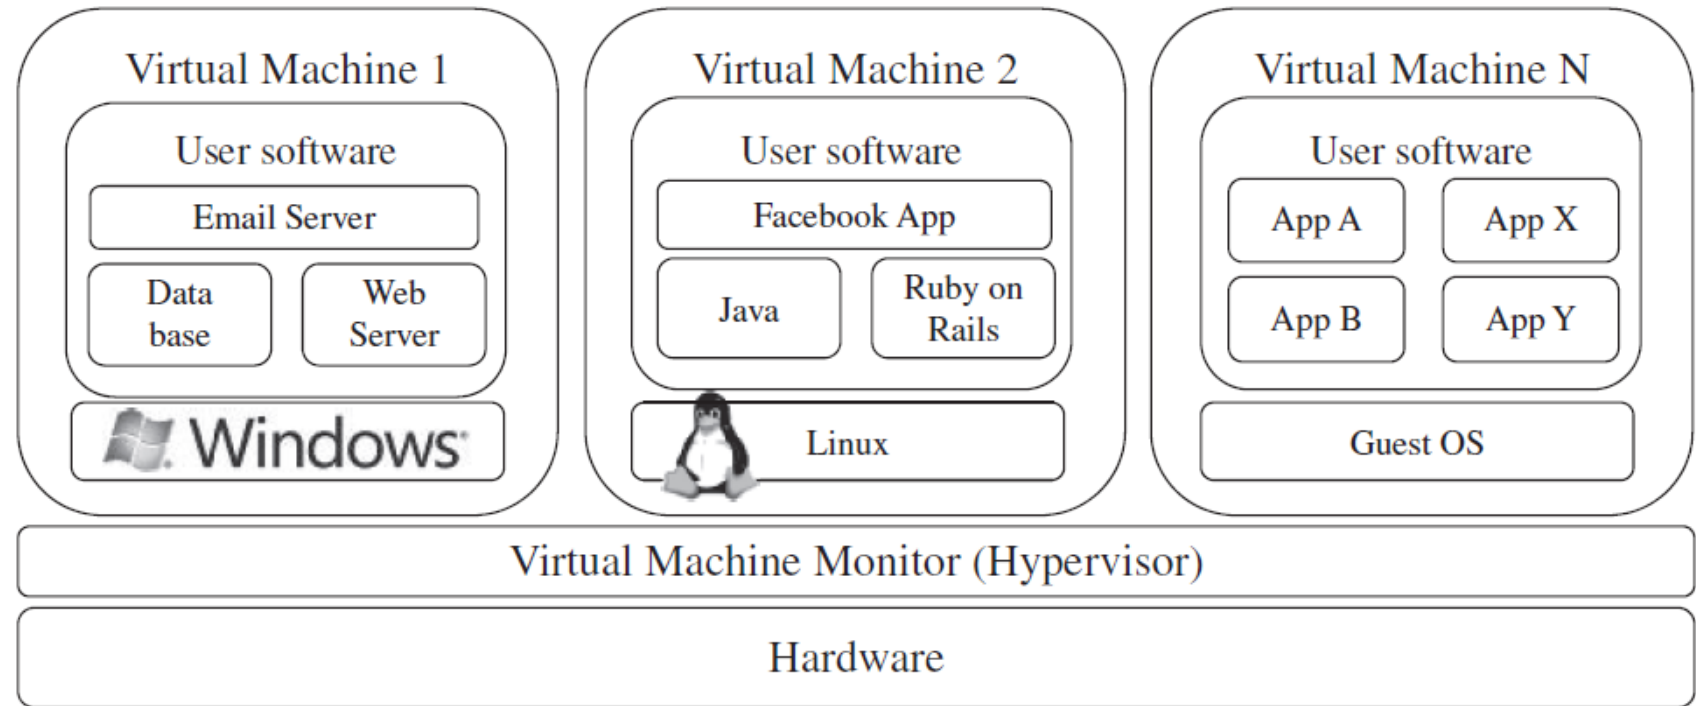 Virtual Machine 1
User software
Email Server
Data
base
Web
Server
Windows
Virtual Machine 2
User software
Facebook App
Java
Ruby on
Rails
Linux
Virtual Machine N
User software
App A
App X
App B
App Y
Guest OS
Virtual Machine Monitor (Hypervisor)
Hardware